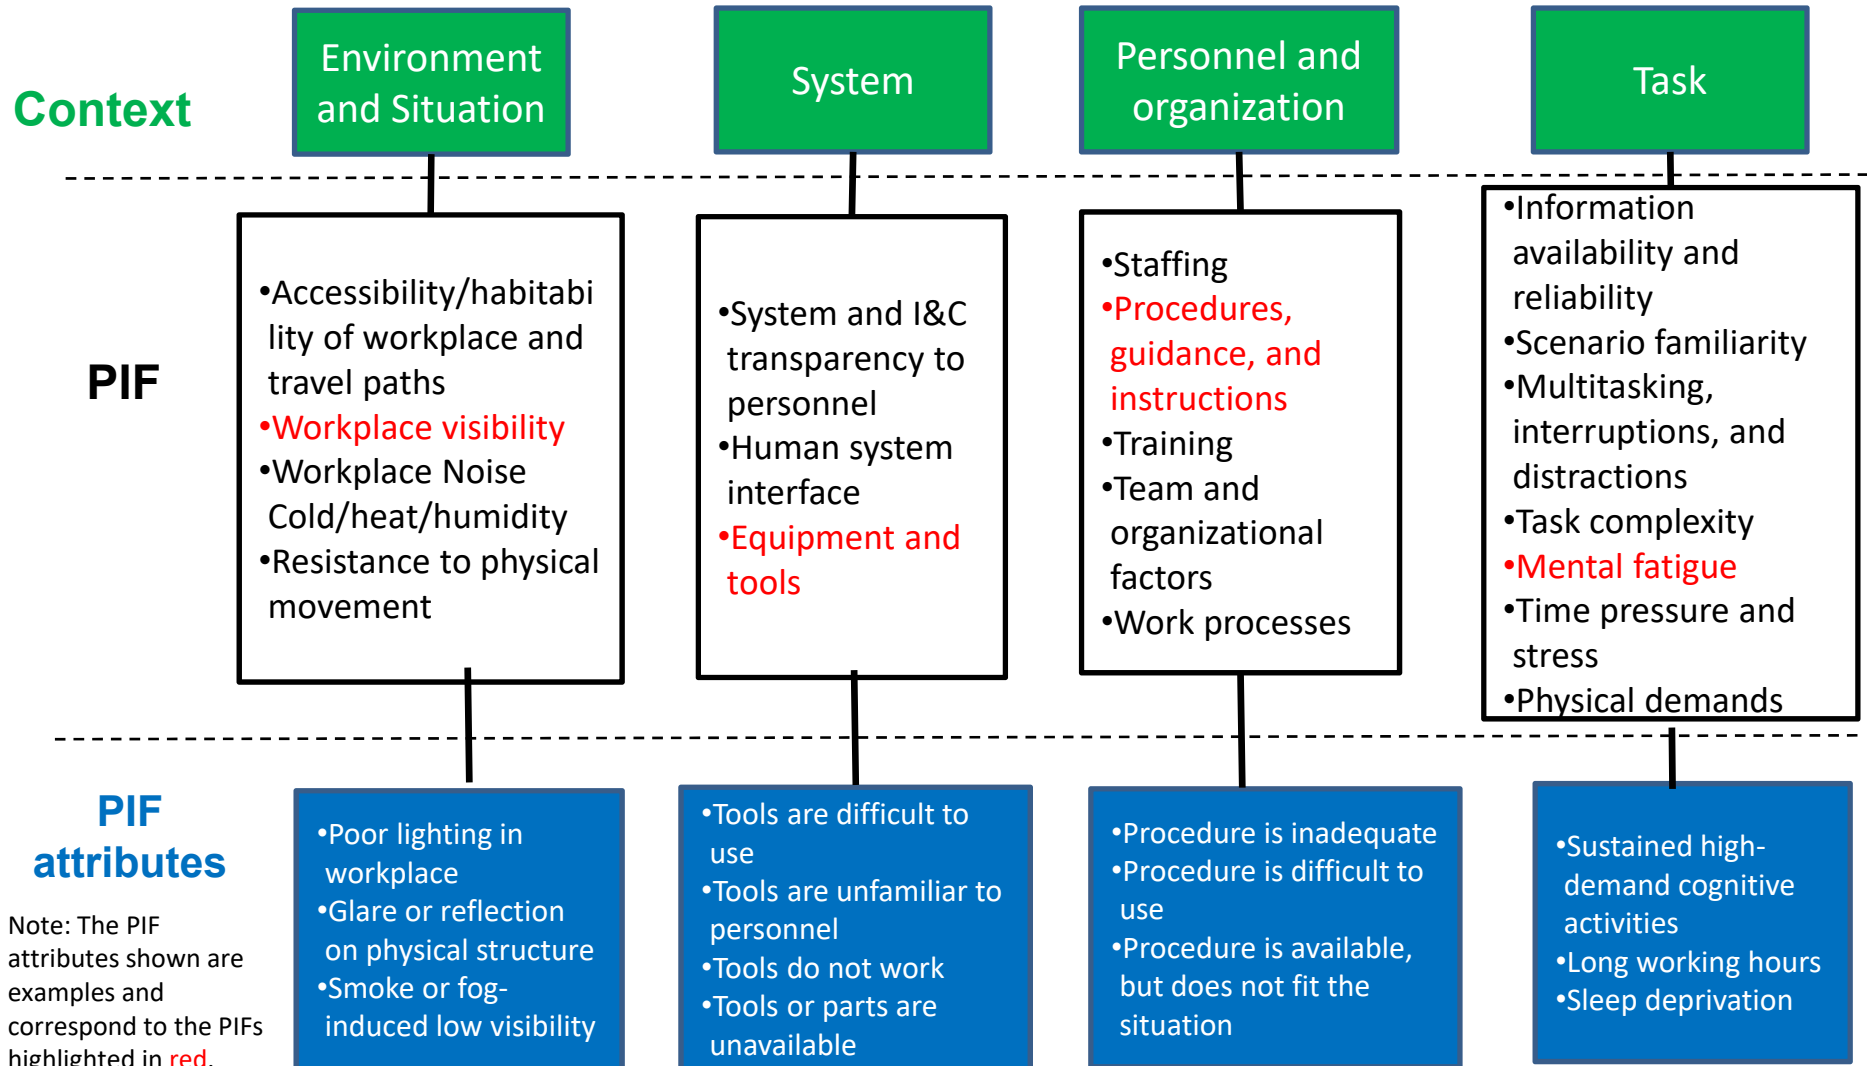 Context
Environment
and Situation
System
Personnel and
organization
Task
PIF
•Accessibility/habitabi
lity of workplace and
travel paths
•Workplace visibility
•Workplace Noise
Cold/heat/humidity
•Resistance to physical
movement
•System and I&C
transparency to
personnel
•Human system
interface
•Equipment and
tools
•Staffing
•Procedures,
guidance, and
instructions
•Training
•Team and
organizational
factors
•Work processes
•Information
availability and
reliability
•Scenario familiarity
•Multitasking,
interruptions, and
distractions
•Task complexity
•Mental fatigue
•Time pressure and
stress
•Physical demands
PIF
attributes
Note: The PIF
attributes shown are
examples and
correspond to the PIFs
highlighted in red.
•Poor lighting in
workplace
•Glare or reflection
on physical structure
•Smoke or fog-
induced low visibility
•Tools are difficult to
use
•Tools are unfamiliar to
personnel
•Tools do not work
•Tools or parts are
unavailable
•Procedure is inadequate
•Procedure is difficult to
use
•Procedure is available,
but does not fit the
situation
•Sustained high-
demand cognitive
activities
•Long working hours
•Sleep deprivation